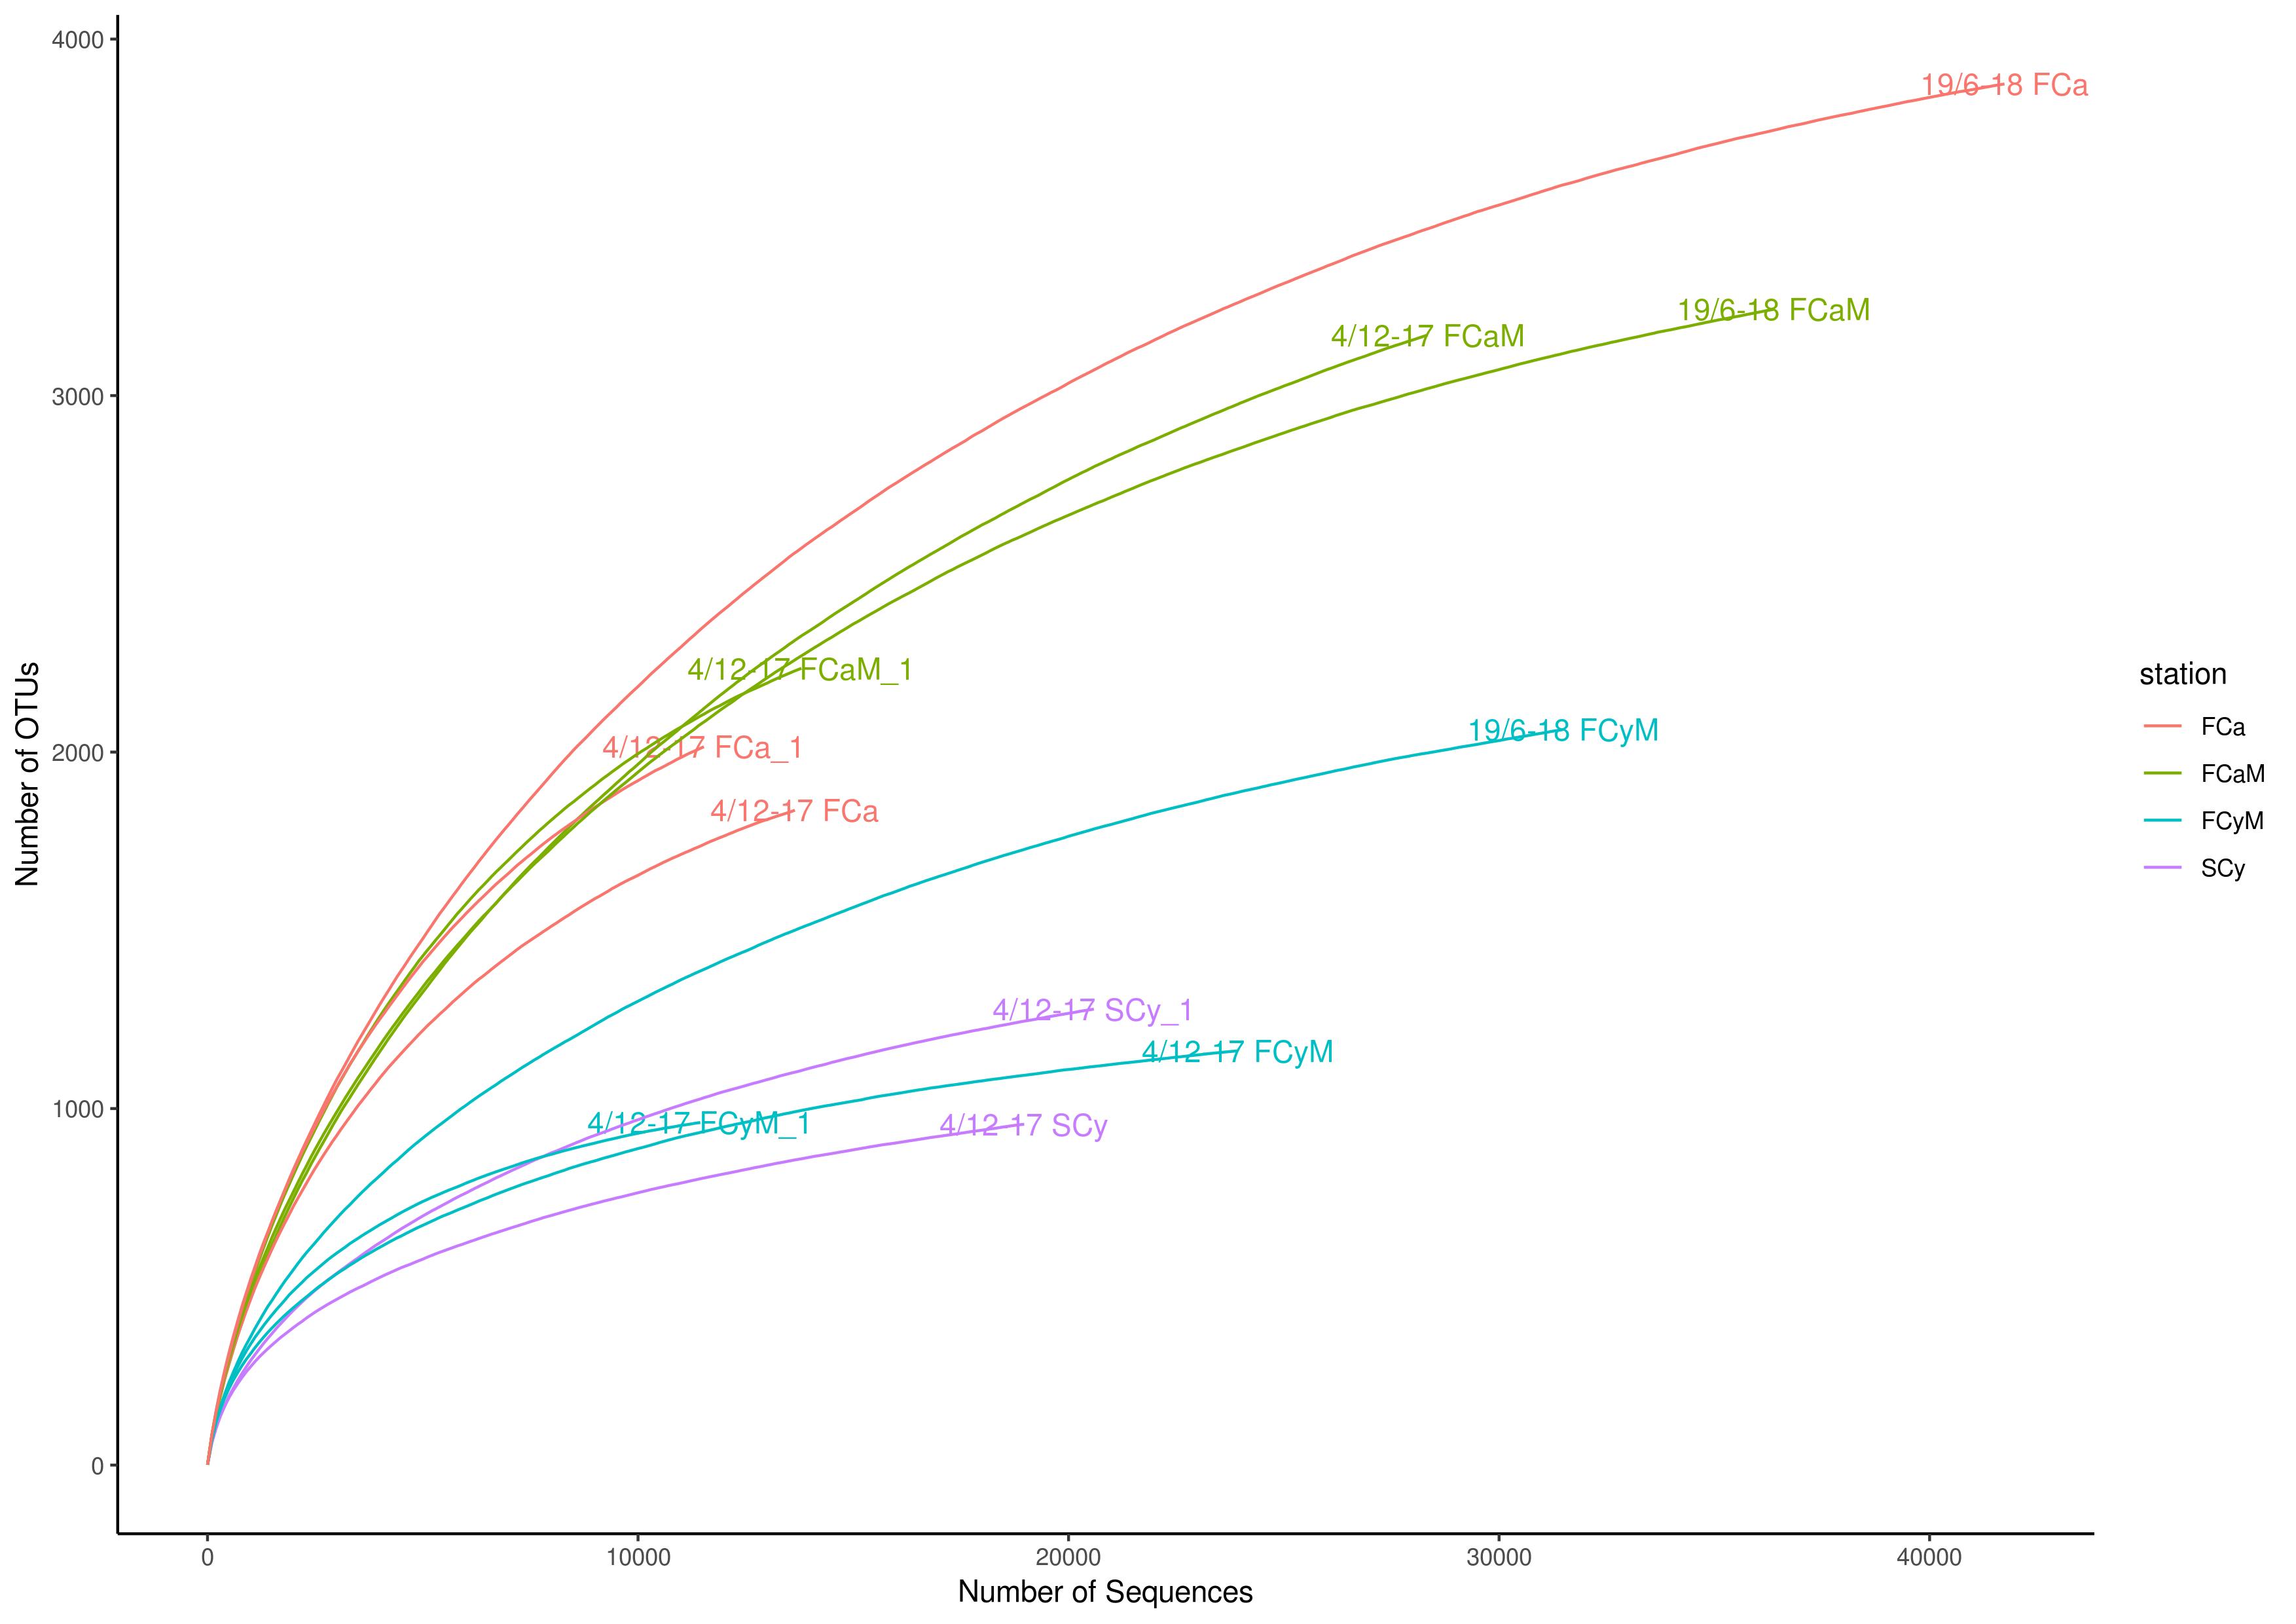 4000
3000
2000
1000
0
Number of OTUs
19/6-18 FCa
19/6-18 FCaM
4/12-17 FCaM
4/12-17 FCaM_1
4/12-17 FCa_1
4/12-17 FCa
19/6-18 FCyM
4/12-17 SCy_1
4/12-17 FCyM
4/12-17 FCyM_1
4/12-17 SCy
0
10000
20000
30000
40000
Number of Sequences
station
FCa
FCaM
FCyM
SCy